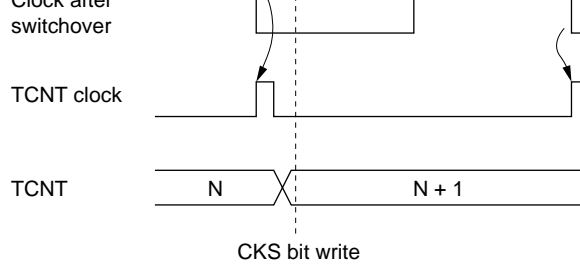 Clock after
switchover
TCNT clock
TCNT N N + 1
CKS bit write